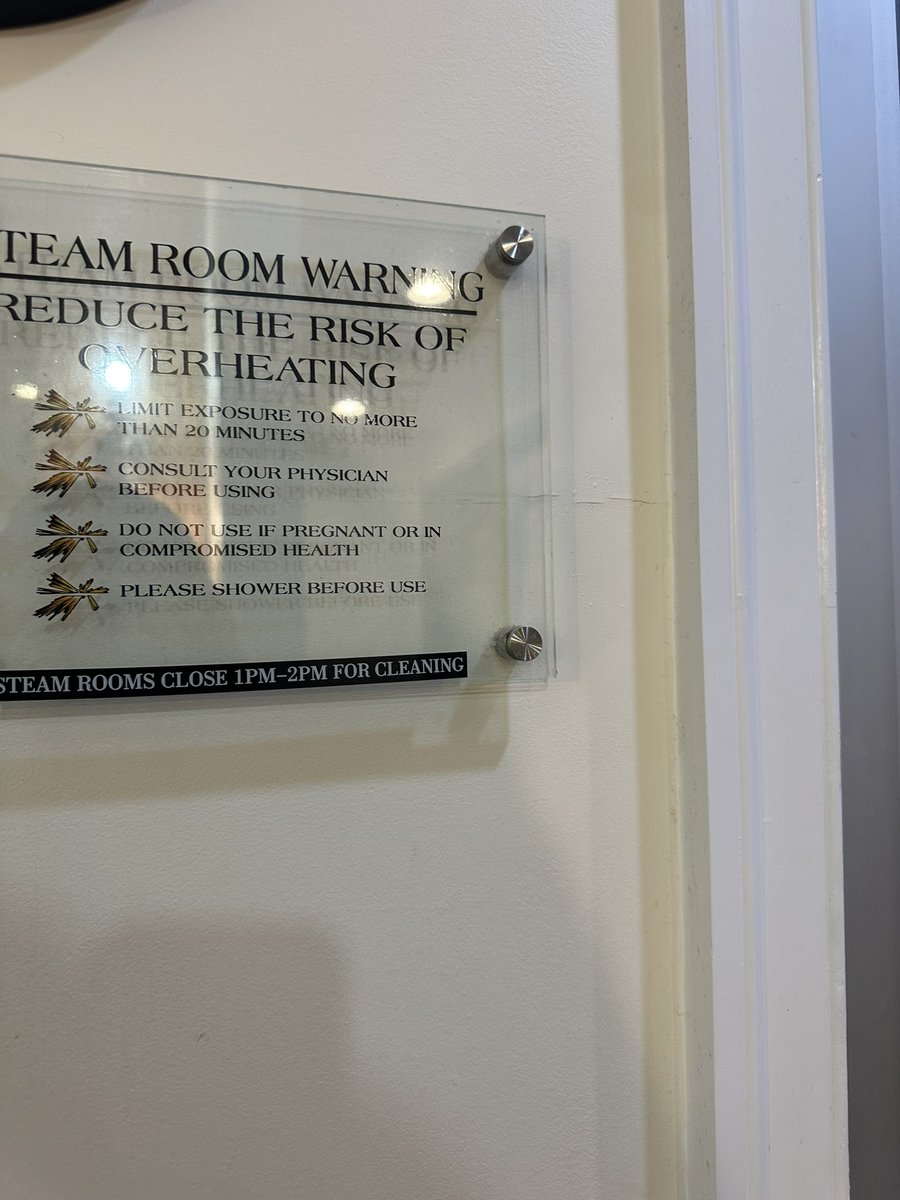 TEAM ROOM WARNING
REDUCE THE RISK OF
OVERHEATING
LIMIT EXPOSURE TO NO MORE
THAN 20 MINUTES
CONSULT YOUR PHYSICIAN
BEFORE USING
DO NOT USE IF PREGNANT OR IN
COMPROMISED HEALTH
PLEASE SHOWER BEFORE USE
STEAM ROOMS CLOSE 1PM–2PM FOR CLEANING